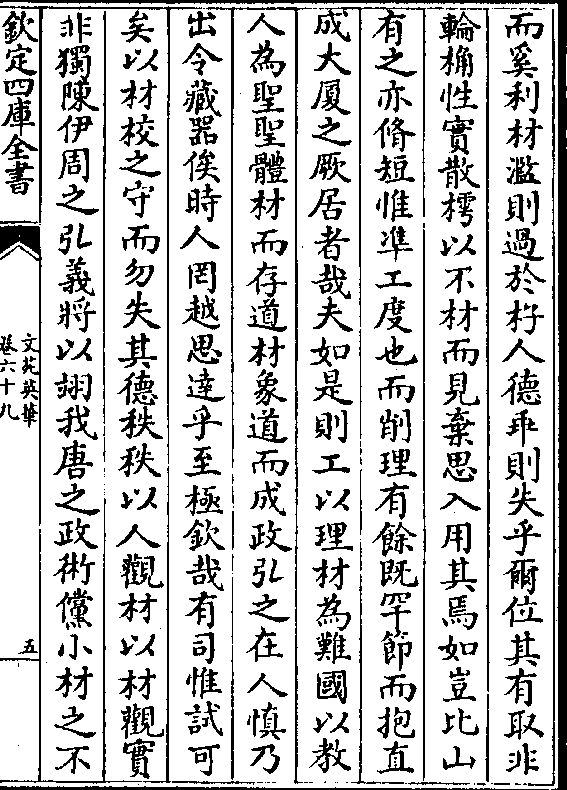 而奚利材濫則過於杍人德乖則失乎爾位其有取非
輪桷性實散樗以不材而見棄思入用其焉如豈比山
有之亦脩短惟準工度也而削理有餘既罕節而抱直
成大厦之厥居者哉夫如是則工以理材為難國以教
人為聖聖體材而存道材象道而成政弘之在人慎乃
出令藏器俟時人罔越思達乎至極欽哉有司惟試可
矣以材校之守而勿失其德秩秩以人觀材以材觀實
非獨陳伊周之弘義將以翊我唐之政術儻小材之不
欽定四庫全書
文苑英華
卷六十九
五